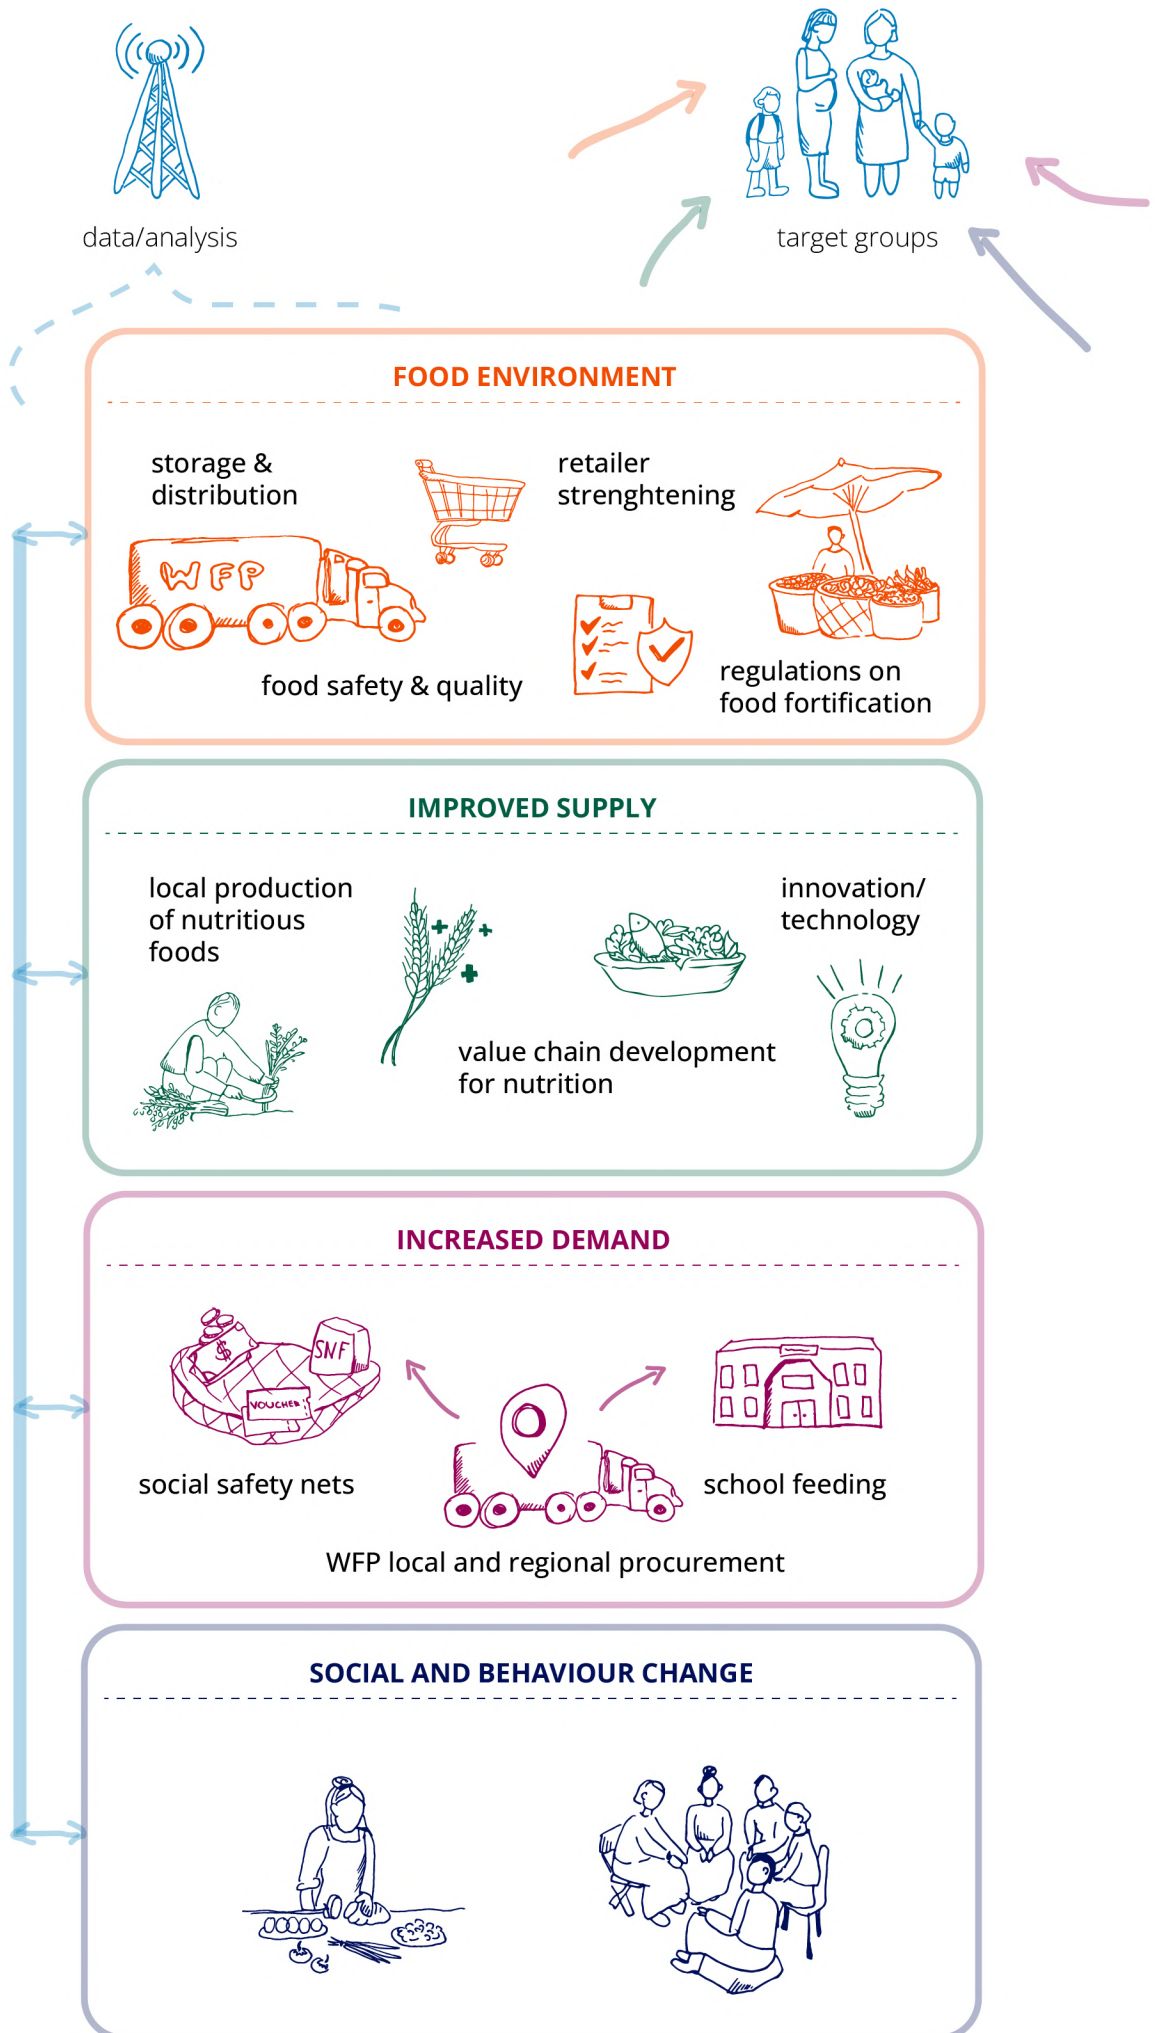 data/analysis
target groups
FOOD ENVIRONMENT
storage &
distribution
retailer
strenghtening
WFP
food safety & quality
regulations on
food fortification
IMPROVED SUPPLY
local production
of nutritious
foods
innovation/
technology
value chain development
for nutrition
INCREASED DEMAND
$
SNF
VOUCHER
social safety nets
school feeding
WFP local and regional procurement
SOCIAL AND BEHAVIOUR CHANGE